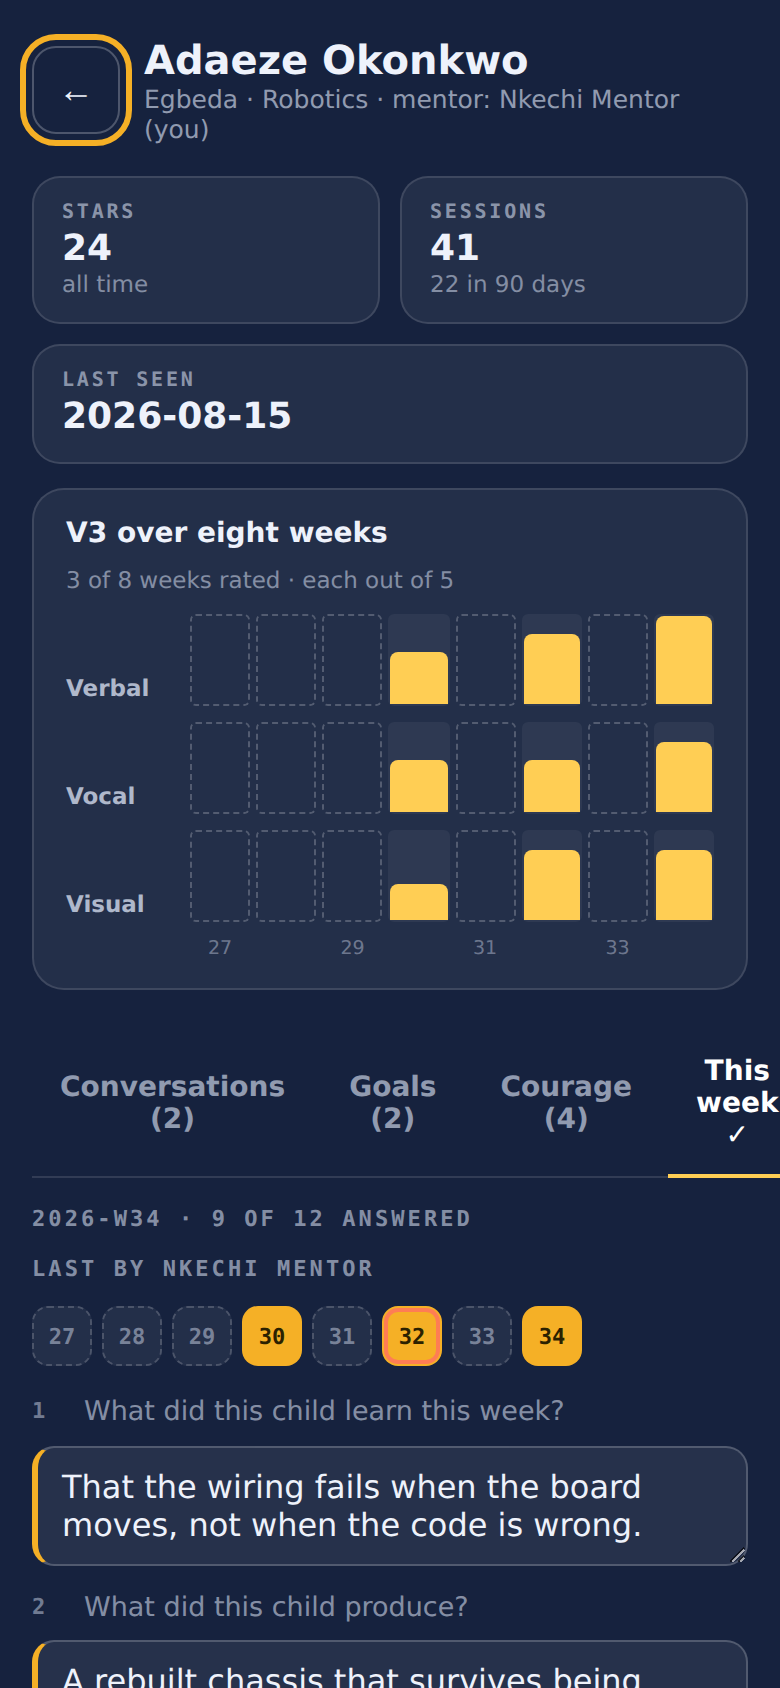 ←
Adaeze Okonkwo
Egbeda · Robotics · mentor: Nkechi Mentor
(you)
STARS
24
all time
SESSIONS
41
22 in 90 days
LAST SEEN
2026-08-15
V3 over eight weeks
3 of 8 weeks rated · each out of 5
Verbal
Vocal
Visual
27 29 31 33
Conversations
(2)
Goals
(2)
Courage
(4)
This
week
✓
2026-W34 · 9 OF 12 ANSWERED
LAST BY NKECHI MENTOR
27 28 29 30 31 32 33 34
1 What did this child learn this week?
That the wiring fails when the board
moves, not when the code is wrong.
2 What did this child produce?
A rebuilt chassis that survives being